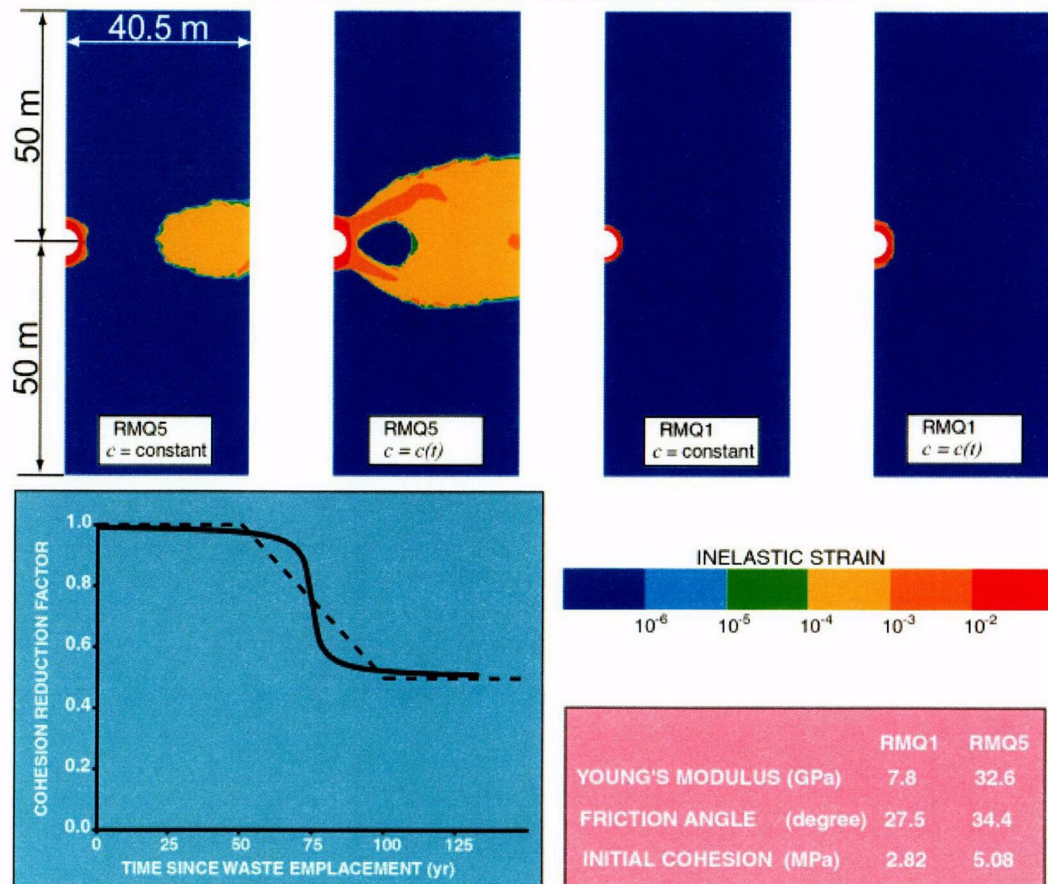 40.5 m
50 m
50 m
RMQ5
c = constant
RMQ5
c = c(t)
RMQ1
c = constant
RMQ1
c = c(t)
COHESION REDUCTION FACTOR
1.0
0.8
0.6
0.4
0.2
0.0
0 25 50 75 100 125
TIME SINCE WASTE EMPLACEMENT (yr)
INELASTIC STRAIN
10⁻⁶ 10⁻⁵ 10⁻⁴ 10⁻³ 10⁻²
RMQ1 RMQ5
YOUNG'S MODULUS (GPa) 7.8 32.6
FRICTION ANGLE (degree) 27.5 34.4
INITIAL COHESION (MPa) 2.82 5.08